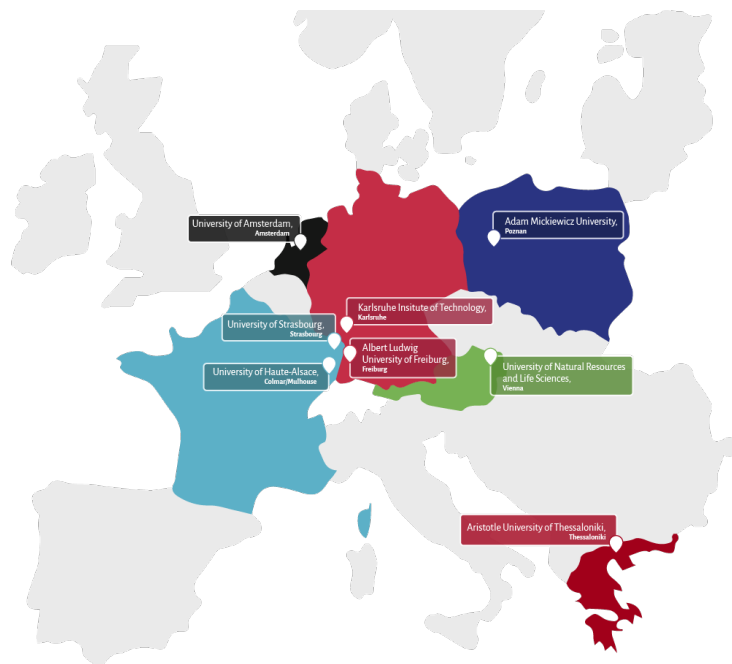 University of Amsterdam,
Amsterdam
Adam Mickiewicz University,
Poznan
Karlsruhe Insitute of Technology,
Karlsruhe
University of Strasbourg,
Strasbourg
Albert Ludwig
University of Freiburg,
Freiburg
University of Haute-Alsace,
Colmar/Mulhouse
University of Natural Resources
and Life Sciences,
Vienna
Aristotle University of Thessaloniki,
Thessaloniki